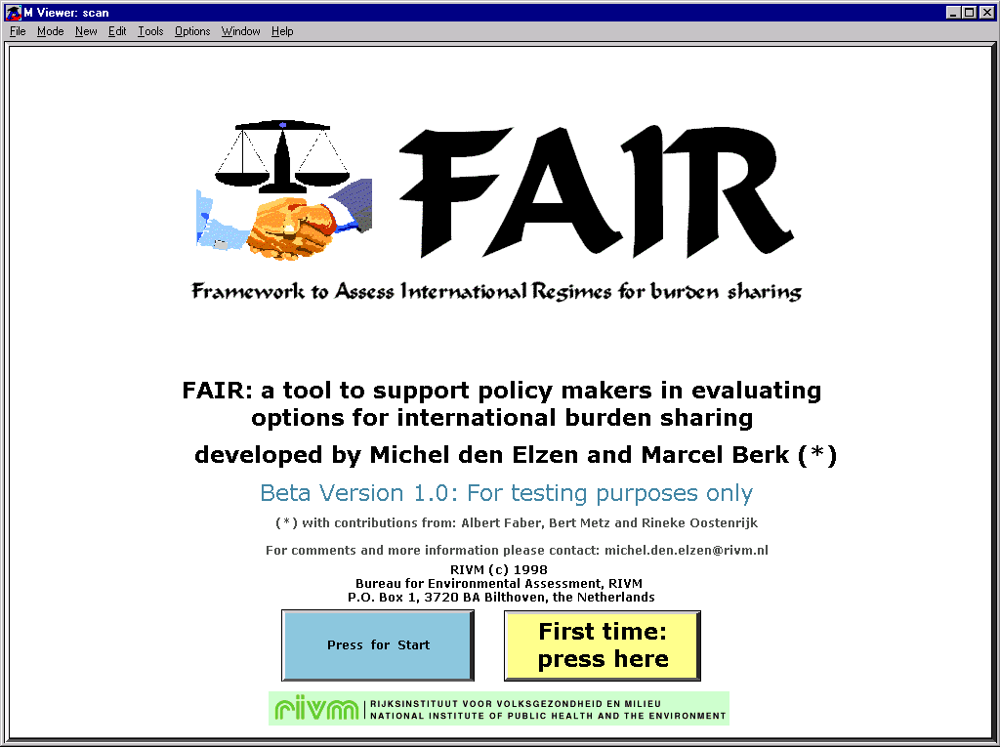 M Viewer: scan
File Mode New Edit Tools Options Window Help
FAIR
Framework to Assess International Regimes for burden sharing
FAIR: a tool to support policy makers in evaluating
options for international burden sharing
developed by Michel den Elzen and Marcel Berk (*)
Beta Version 1.0: For testing purposes only
(*) with contributions from: Albert Faber, Bert Metz and Rineke Oostenrijk
For comments and more information please contact: michel.den.elzen@rivm.nl
RIVM (c) 1998
Bureau for Environmental Assessment, RIVM
P.O. Box 1, 3720 BA Bilthoven, the Netherlands
Press for Start
First time:
press here
rivm
RIJKSINSTITUUT VOOR VOLKSGEZONDHEID EN MILIEU
NATIONAL INSTITUTE OF PUBLIC HEALTH AND THE ENVIRONMENT